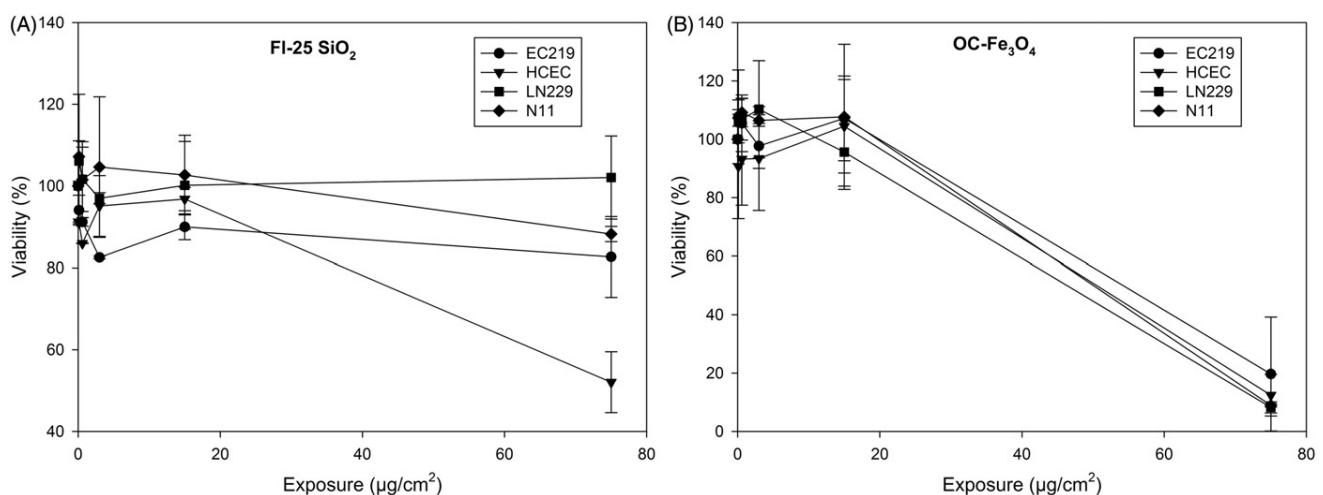 (A)
FI-25 SiO₂
EC219
HCEC
LN229
N11
Viability (%)
140
120
100
80
60
40
0
20
40
60
80
Exposure (µg/cm²)
(B)
OC-Fe₃O₄
EC219
HCEC
LN229
N11
Viability (%)
140
120
100
80
60
40
20
0
0
20
40
60
80
Exposure (µg/cm²)